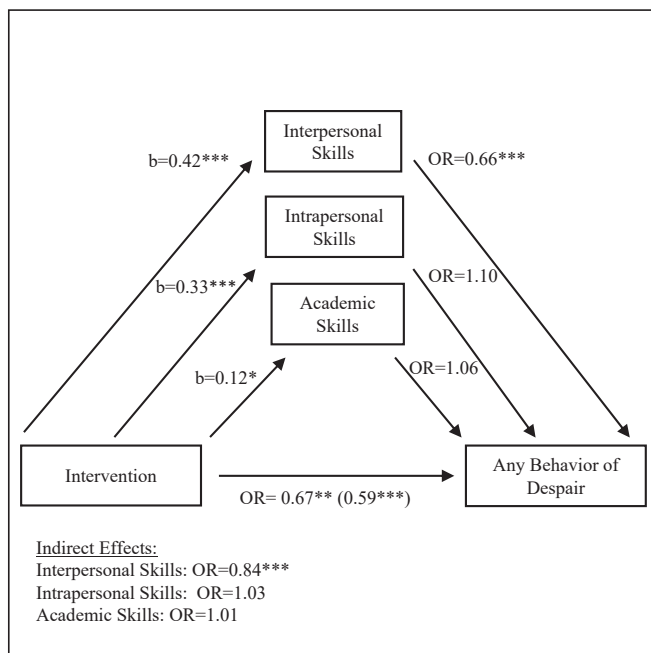 Interpersonal
Skills
b=0.42***
OR=0.66***
Intrapersonal
Skills
b=0.33***
OR=1.10
Academic
Skills
b=0.12*
OR=1.06
Intervention
Any Behavior of
Despair
OR= 0.67** (0.59***)
Indirect Effects:
Interpersonal Skills: OR=0.84***
Intrapersonal Skills:  OR=1.03
Academic Skills: OR=1.01